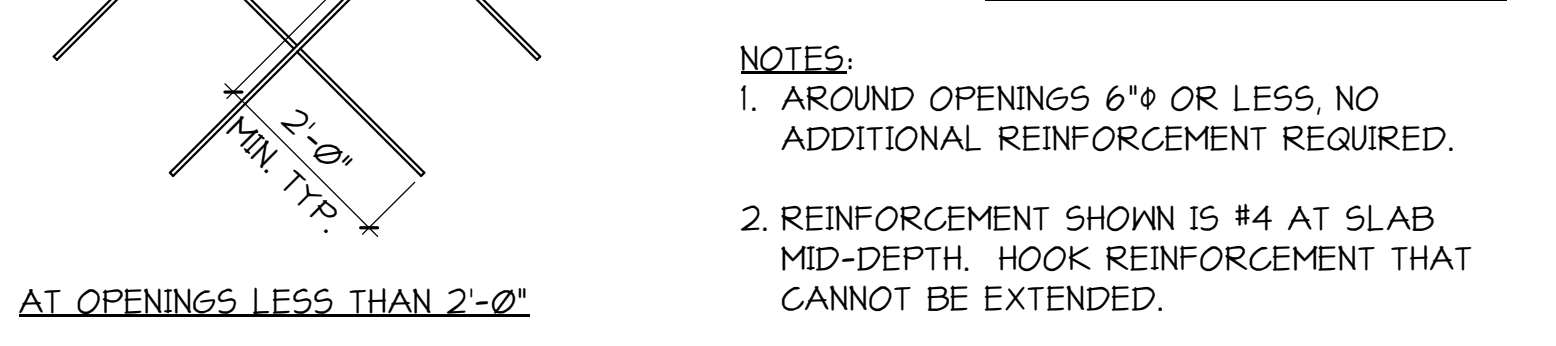 2'-0"
MIN. TYP.
AT OPENINGS LESS THAN 2'-0"
NOTES:
1. AROUND OPENINGS 6"ø OR LESS, NO
ADDITIONAL REINFORCEMENT REQUIRED.
2. REINFORCEMENT SHOWN IS #4 AT SLAB
MID-DEPTH. HOOK REINFORCEMENT THAT
CANNOT BE EXTENDED.